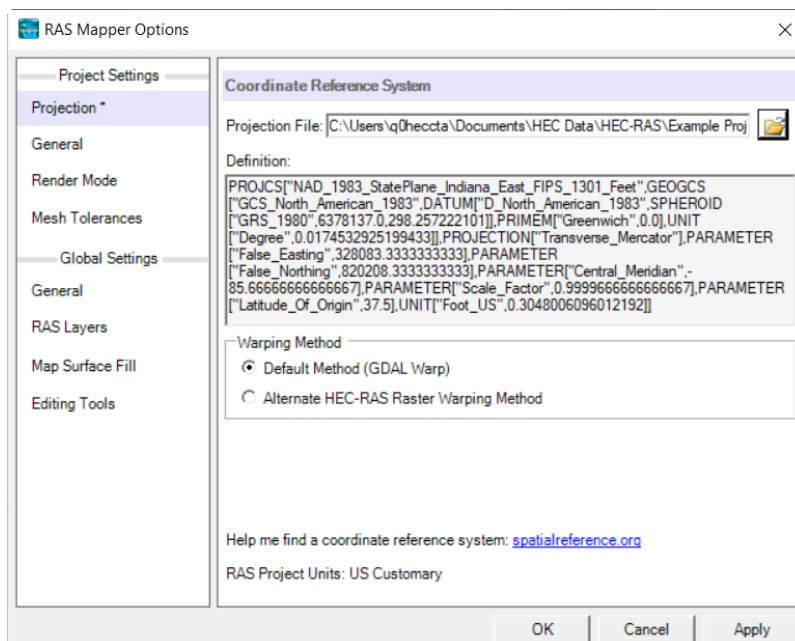 RAS Mapper Options
Project Settings
Projection *
General
Render Mode
Mesh Tolerances
Global Settings
General
RAS Layers
Map Surface Fill
Editing Tools
Coordinate Reference System
Projection File: C:\Users\q0heccta\Documents\HEC Data\HEC-RAS\Example Proj
Definition:
PROJCS["NAD_1983_StatePlane_Indiana_East_FIPS_1301_Feet",GEOGCS
["GCS_North_American_1983",DATUM["D_North_American_1983",SPHEROID
["GRS_1980",6378137.0,298.257222101]],PRIMEM["Greenwich",0.0],UNIT
["Degree",0.0174532925199433]],PROJECTION["Transverse_Mercator"],PARAMETER
["False_Easting",328083.3333333333],PARAMETER
["False_Northing",820208.3333333333],PARAMETER["Central_Meridian",-
85.66666666666667],PARAMETER["Scale_Factor",0.9999666666666667],PARAMETER
["Latitude_Of_Origin",37.5],UNIT["Foot_US",0.3048006096012192]]
Warping Method
Default Method (GDAL Warp)
Alternate HEC-RAS Raster Warping Method
Help me find a coordinate reference system: spatialreference.org
RAS Project Units: US Customary
OK
Cancel
Apply